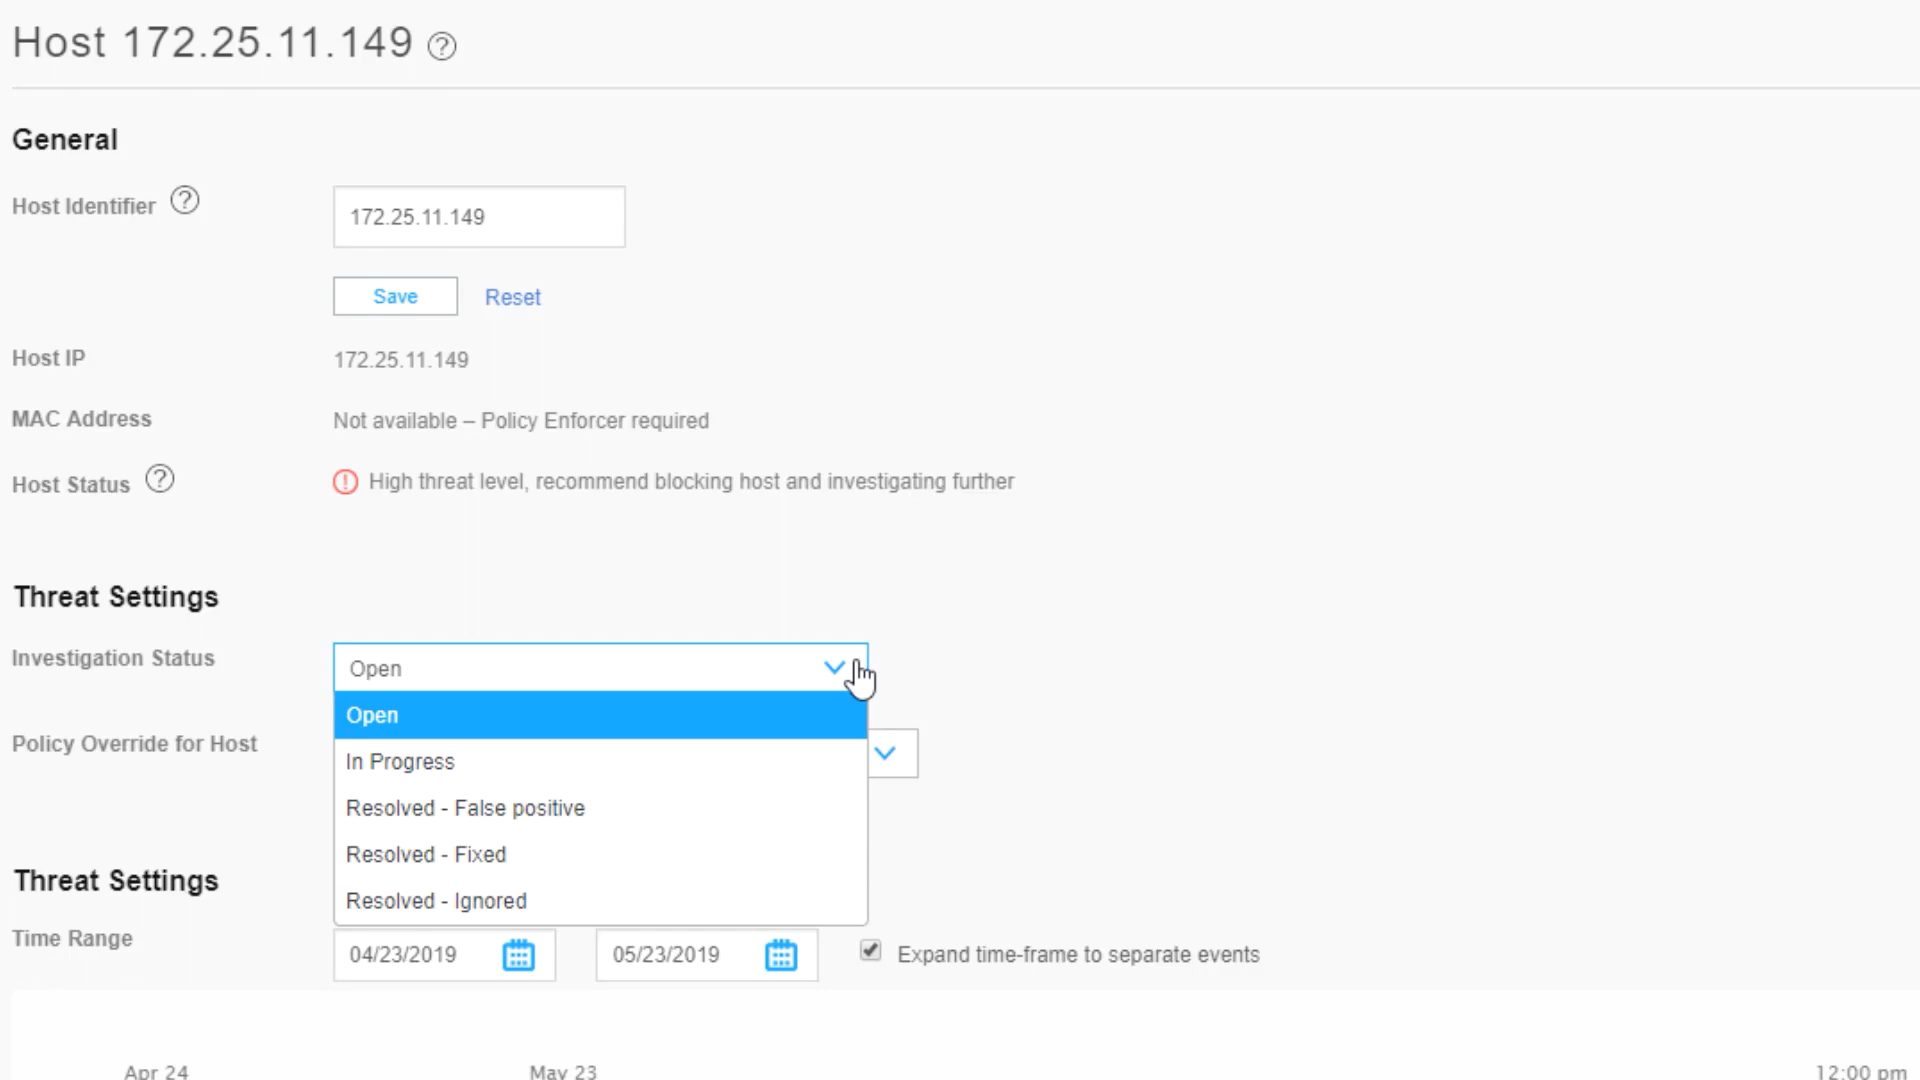 Host 172.25.11.149 ?
General
Host Identifier ? 172.25.11.149
Save Reset
Host IP 172.25.11.149
MAC Address Not available – Policy Enforcer required
Host Status ? ! High threat level, recommend blocking host and investigating further
Threat Settings
Investigation Status Open
Open
Policy Override for Host
In Progress
Resolved - False positive
Resolved - Fixed
Threat Settings
Resolved - Ignored
Time Range 04/23/2019 05/23/2019 Expand time-frame to separate events
Apr 24 May 23 12:00 pm